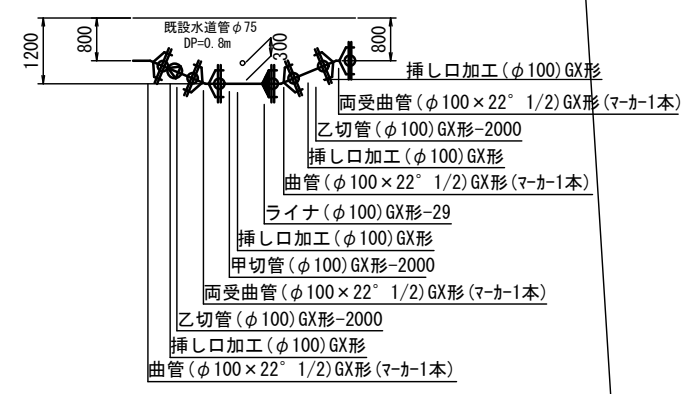 既設水道管φ75
DP=0.8m
1200
800
300
800
挿し口加工(φ100)GX形
両受曲管(φ100×22°1/2)GX形(マーカー1本)
乙切管(φ100)GX形-2000
挿し口加工(φ100)GX形
曲管(φ100×22°1/2)GX形(マーカー1本)
ライナ(φ100)GX形-29
挿し口加工(φ100)GX形
甲切管(φ100)GX形-2000
両受曲管(φ100×22°1/2)GX形(マーカー1本)
乙切管(φ100)GX形-2000
挿し口加工(φ100)GX形
曲管(φ100×22°1/2)GX形(マーカー1本)